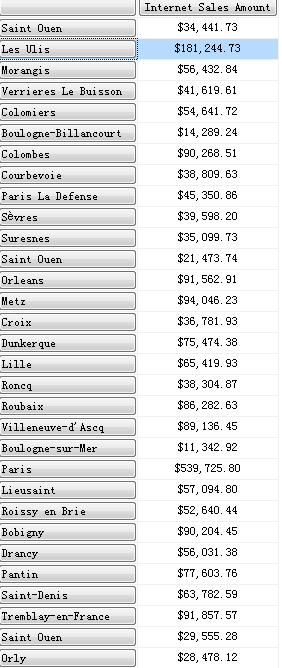 Internet Sales Amount
Saint Ouen $34,441.73
Les Ulis $181,244.73
Morangis $56,432.84
Verrieres Le Buisson $41,619.61
Colomiers $54,641.72
Boulogne-Billancourt $14,289.24
Colombes $90,268.51
Courbevoie $38,809.63
Paris La Defense $45,350.86
Sèvres $39,598.20
Suresnes $35,099.73
Saint Ouen $21,473.74
Orleans $91,562.91
Metz $94,046.23
Croix $36,781.93
Dunkerque $75,474.38
Lille $65,419.93
Roncq $38,304.87
Roubaix $86,282.63
Villeneuve-d'Ascq $89,136.45
Boulogne-sur-Mer $11,342.92
Paris $539,725.80
Lieusaint $57,094.80
Roissy en Brie $52,640.44
Bobigny $90,204.45
Drancy $56,031.38
Pantin $77,603.76
Saint-Denis $63,782.59
Tremblay-en-France $91,857.57
Saint Ouen $29,555.28
Orly $28,478.12